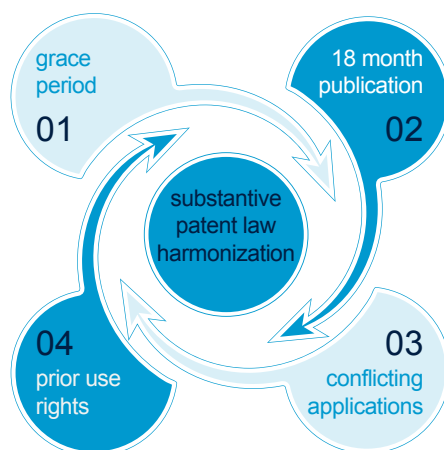 grace
period
01
18 month
publication
02
substantive
patent law
harmonization
04
prior use
rights
03
conflicting
applications